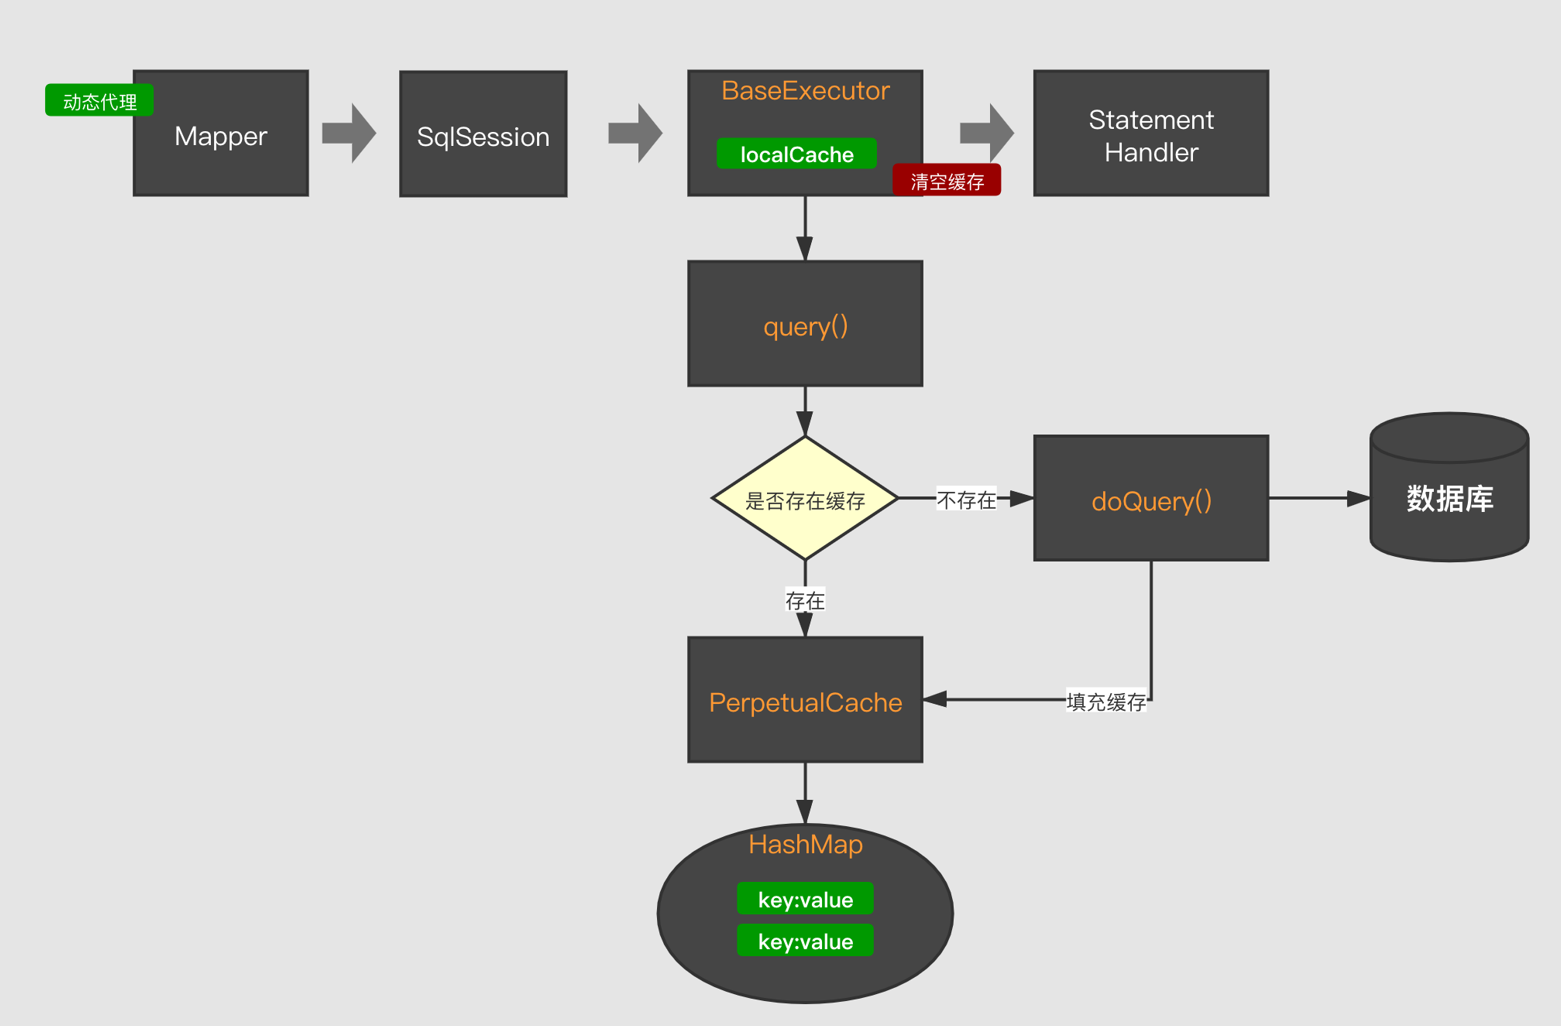 动态代理
Mapper
SqlSession
BaseExecutor
localCache
清空缓存
Statement
Handler
query()
是否存在缓存
不存在
doQuery()
数据库
存在
PerpetualCache
填充缓存
HashMap
key:value
key:value